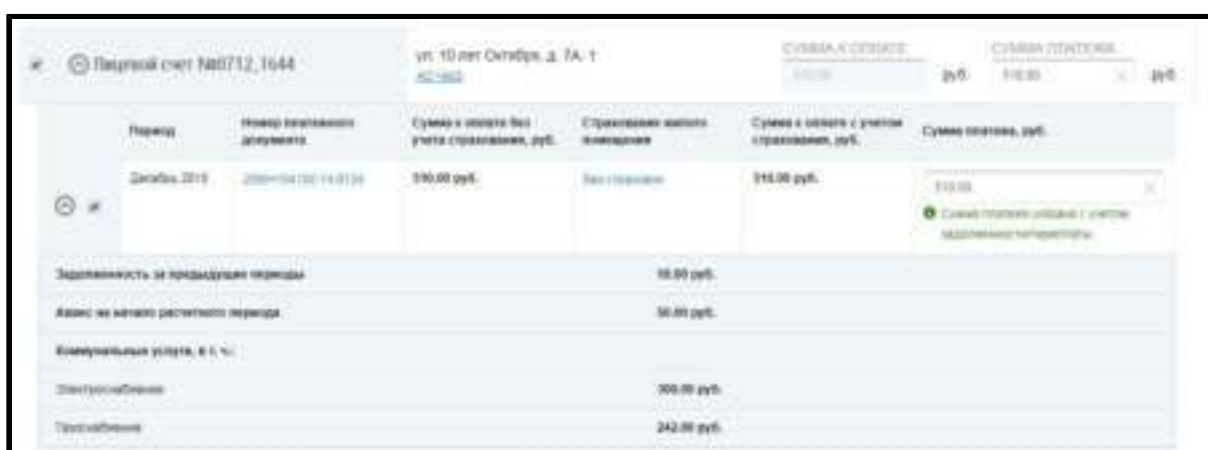 Лицевой счет №0712_1644
ул. 10 лет Октября, д. 7А, 1
СУММА К ОПЛАТЕ
руб.
СУММА ПЛАТЕЖА
510.00
руб.
Период
Номер платежного документа
Сумма к оплате без учета страхования, руб.
Страхование жилого помещения
Сумма к оплате с учетом страхования, руб.
Сумма платежа, руб.
Декабрь 2015
510.00 руб.
Без страховки
510.00 руб.
510.00
Сумма платежа указана с учетом
задолженности/переплаты
Задолженность за предыдущие периоды
10.00 руб.
Аванс на начало расчетного периода
50.00 руб.
Коммунальные услуги, в т. ч.:
Электроснабжение
300.00 руб.
Газоснабжение
242.00 руб.